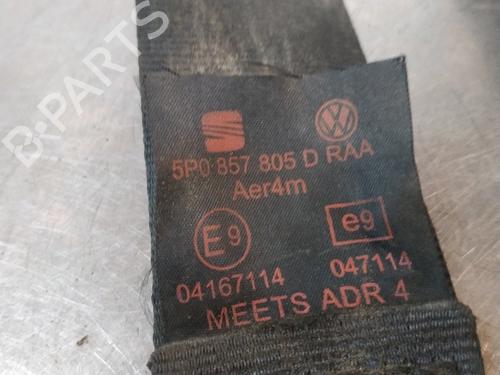 B-PARTS
5P0 857 805 D RAA
Aer4m
E9 e9
04167114 047114
MEETS ADR 4